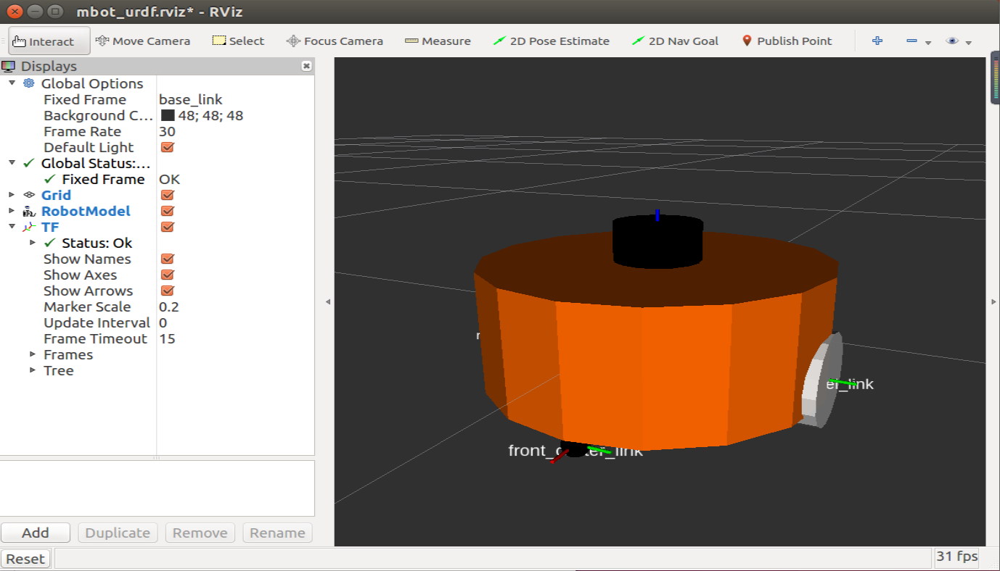 mbot_urdf.rviz* - RViz
Interact Move Camera Select Focus Camera Measure 2D Pose Estimate 2D Nav Goal Publish Point
Displays
Global Options
Fixed Frame base_link
Background C... 48; 48; 48
Frame Rate 30
Default Light
Global Status:...
Fixed Frame OK
Grid
RobotModel
TF
Status: Ok
Show Names
Show Axes
Show Arrows
Marker Scale 0.2
Update Interval 0
Frame Timeout 15
Frames
Tree
el_link
Add Duplicate Remove Rename
Reset
31 fps